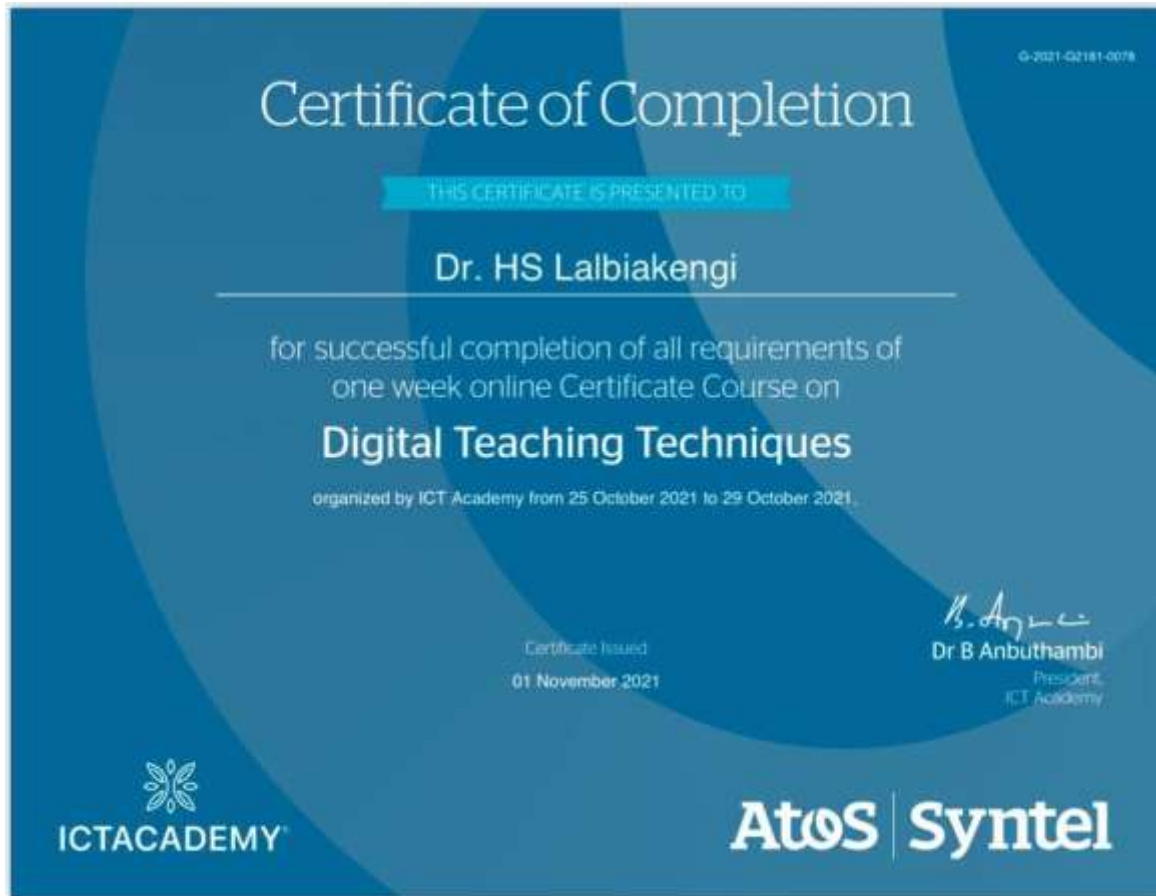 G-2021-G2181-0078
Certificate of Completion
THIS CERTIFICATE IS PRESENTED TO
Dr. HS Lalbiakengi
for successful completion of all requirements of
one week online Certificate Course on
Digital Teaching Techniques
organized by ICT Academy from 25 October 2021 to 29 October 2021.
Certificate Issued
01 November 2021
Dr B Anbuthambi
President,
ICT Academy
ICTACADEMY
Atos | Syntel